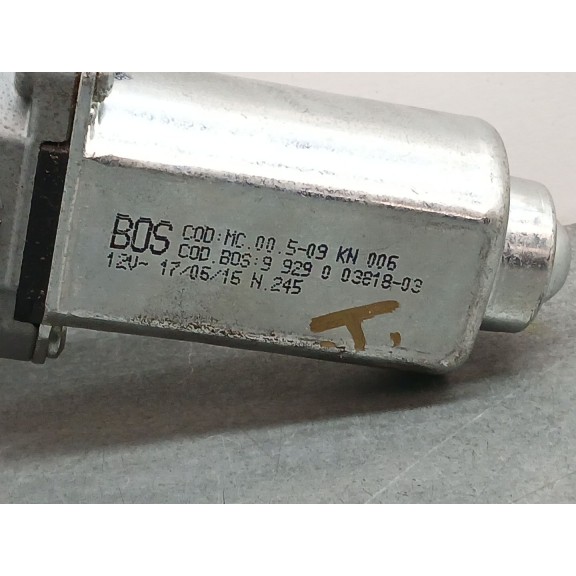 BOS COD:MC.00.5-09 KN 006
COD.BOS:9 929 0 03818-03
12V- 17/06/15 N.245
T.